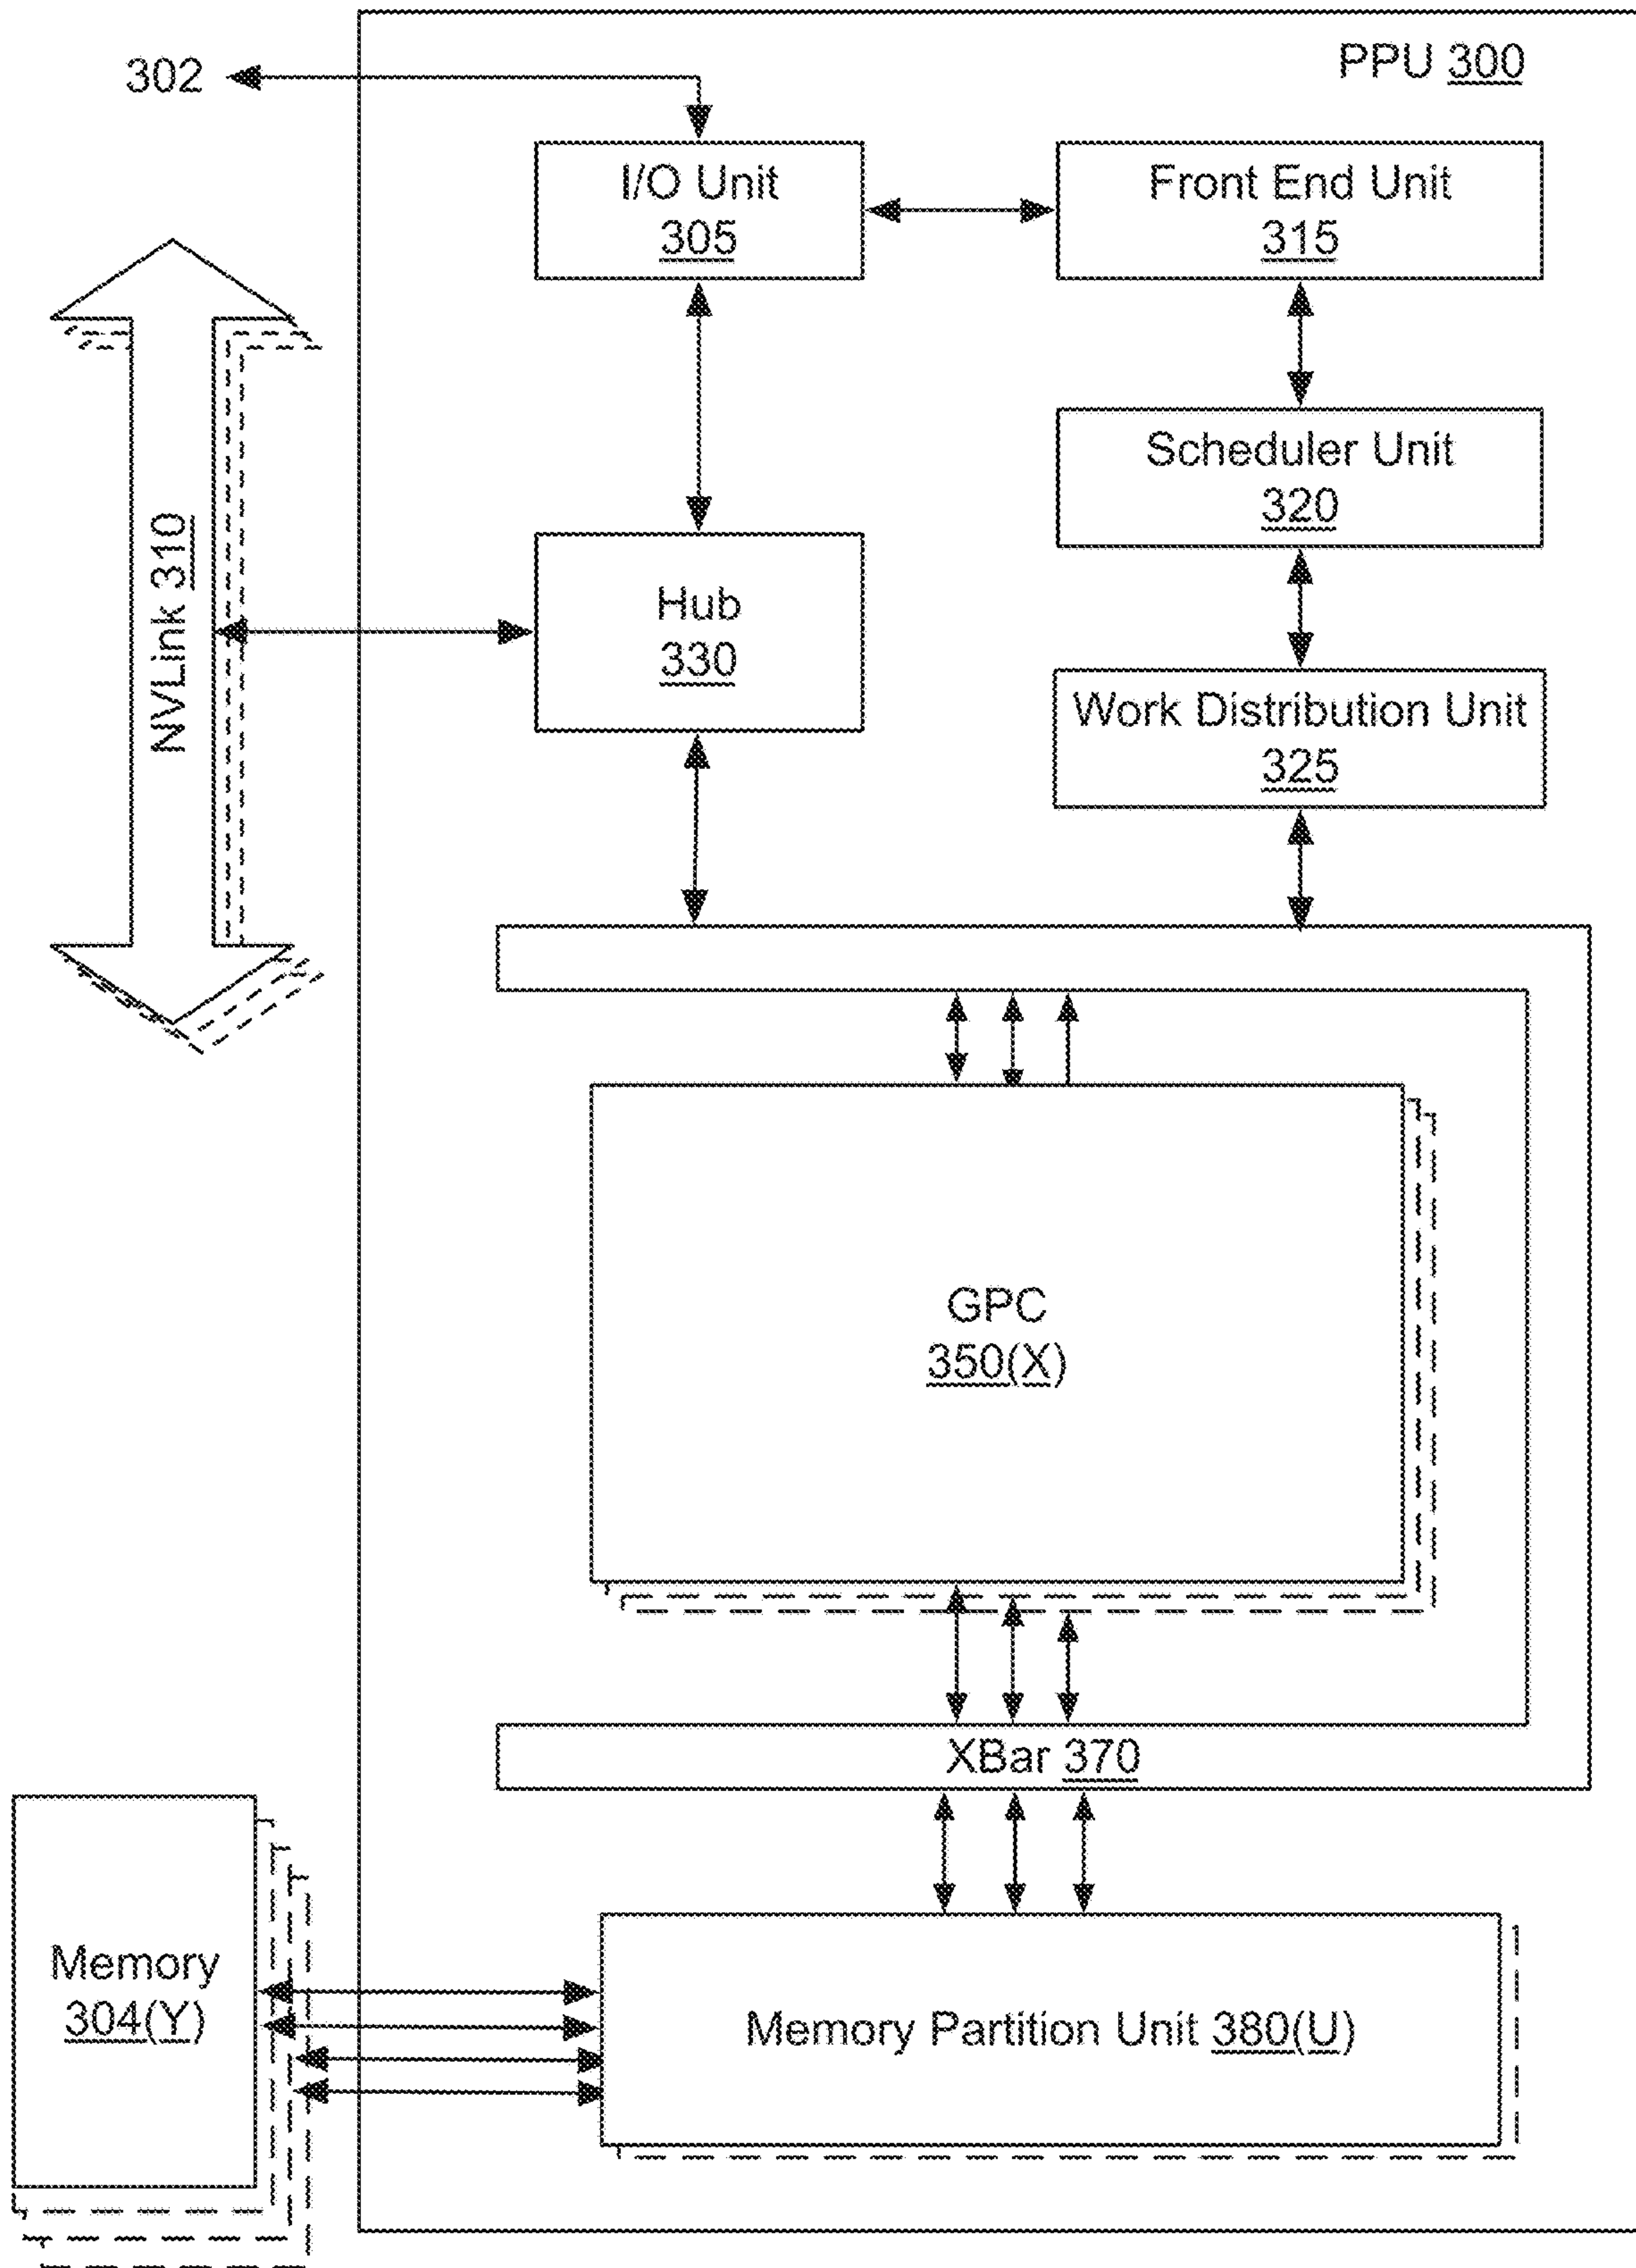 PPU 300
302
I/O Unit
305
Front End Unit
315
Scheduler Unit
320
NVLink 310
Hub
330
Work Distribution Unit
325
GPC
350(X)
XBar 370
Memory
304(Y)
Memory Partition Unit 380(U)